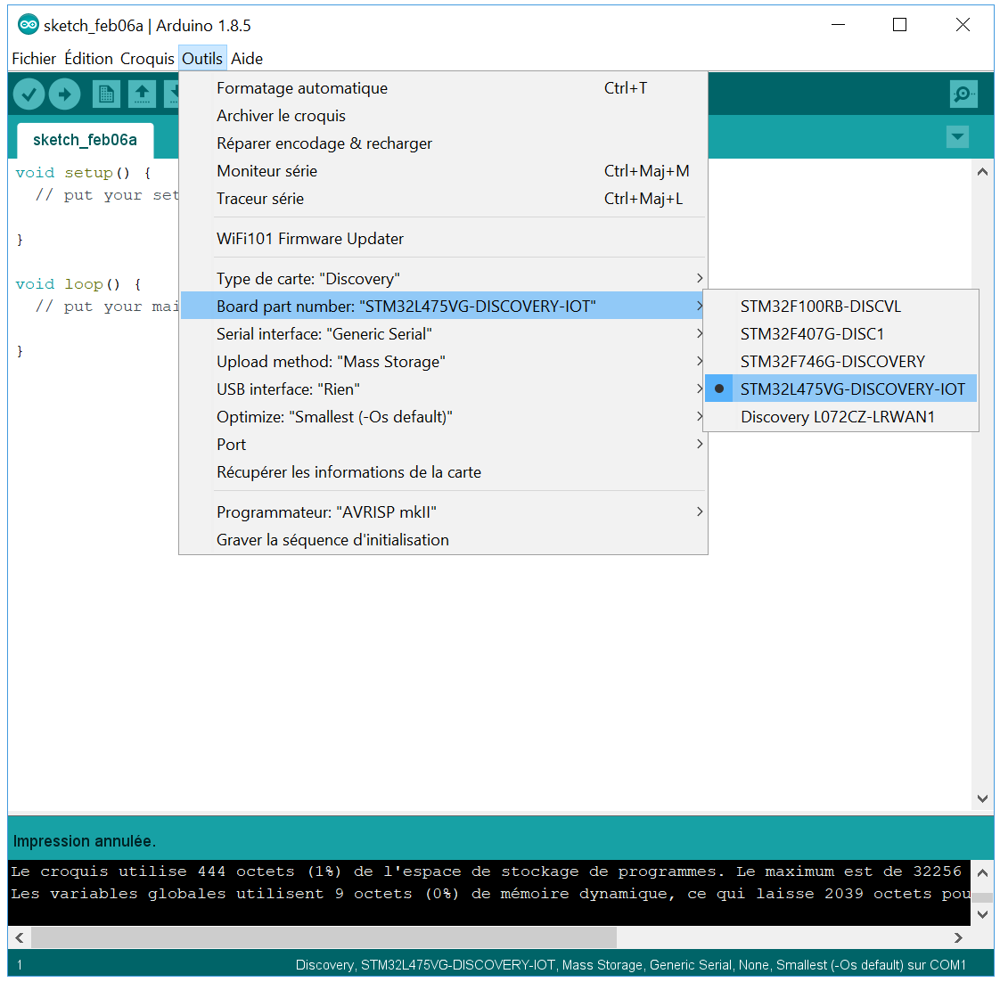 sketch_feb06a | Arduino 1.8.5
Fichier Édition Croquis Outils Aide
sketch_feb06a
void setup() {
// put your set
}
void loop() {
// put your mai
}
Formatage automatique Ctrl+T
Archiver le croquis
Réparer encodage & recharger
Moniteur série Ctrl+Maj+M
Traceur série Ctrl+Maj+L
WiFi101 Firmware Updater
Type de carte: "Discovery"
Board part number: "STM32L475VG-DISCOVERY-IOT"
Serial interface: "Generic Serial"
Upload method: "Mass Storage"
USB interface: "Rien"
Optimize: "Smallest (-Os default)"
Port
Récupérer les informations de la carte
Programmateur: "AVRISP mkII"
Graver la séquence d'initialisation
STM32F100RB-DISCVL
STM32F407G-DISC1
STM32F746G-DISCOVERY
STM32L475VG-DISCOVERY-IOT
Discovery L072CZ-LRWAN1
Impression annulée.
Le croquis utilise 444 octets (1%) de l'espace de stockage de programmes. Le maximum est de 32256
Les variables globales utilisent 9 octets (0%) de mémoire dynamique, ce qui laisse 2039 octets pou
1 Discovery, STM32L475VG-DISCOVERY-IOT, Mass Storage, Generic Serial, None, Smallest (-Os default) sur COM1